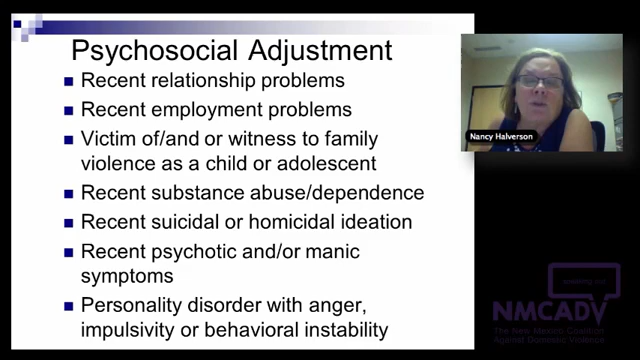 Psychosocial Adjustment
Recent relationship problems
Recent employment problems
Victim of/and or witness to family
violence as a child or adolescent
Recent substance abuse/dependence
Recent suicidal or homicidal ideation
Recent psychotic and/or manic
symptoms
Personality disorder with anger,
impulsivity or behavioral instability
Nancy Halverson
NMCADV
The New Mexico Coalition
Against Domestic Violence